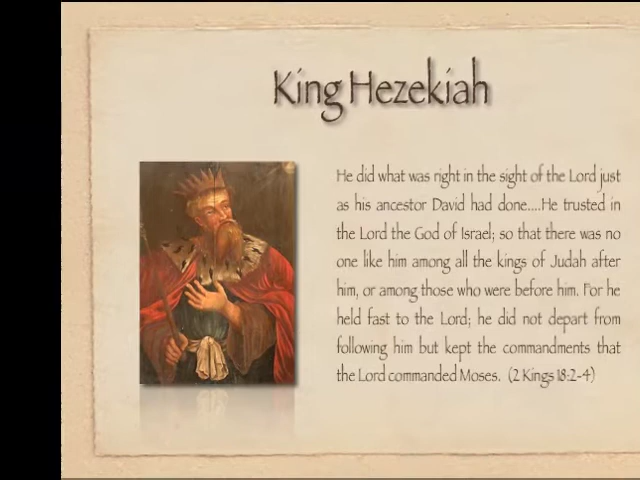 King Hezekiah
He did what was right in the sight of the Lord just
as his ancestor David had done....He trusted in
the Lord the God of Israel; so that there was no
one like him among all the kings of Judah after
him, or among those who were before him. For he
held fast to the Lord; he did not depart from
following him but kept the commandments that
the Lord commanded Moses. (2 Kings 18:2-4)